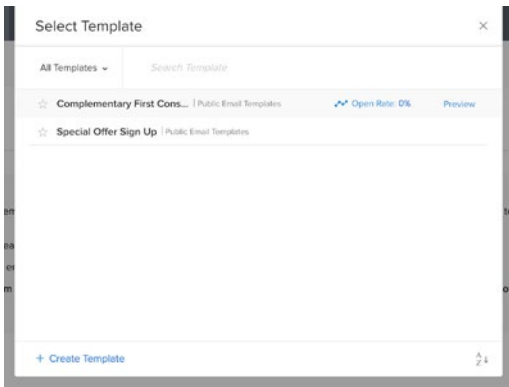 Select Template
All Templates
Search Template
Complementary First Cons... | Public Email Templates Open Rate: 0% Preview
Special Offer Sign Up | Public Email Templates
+ Create Template
A
Z